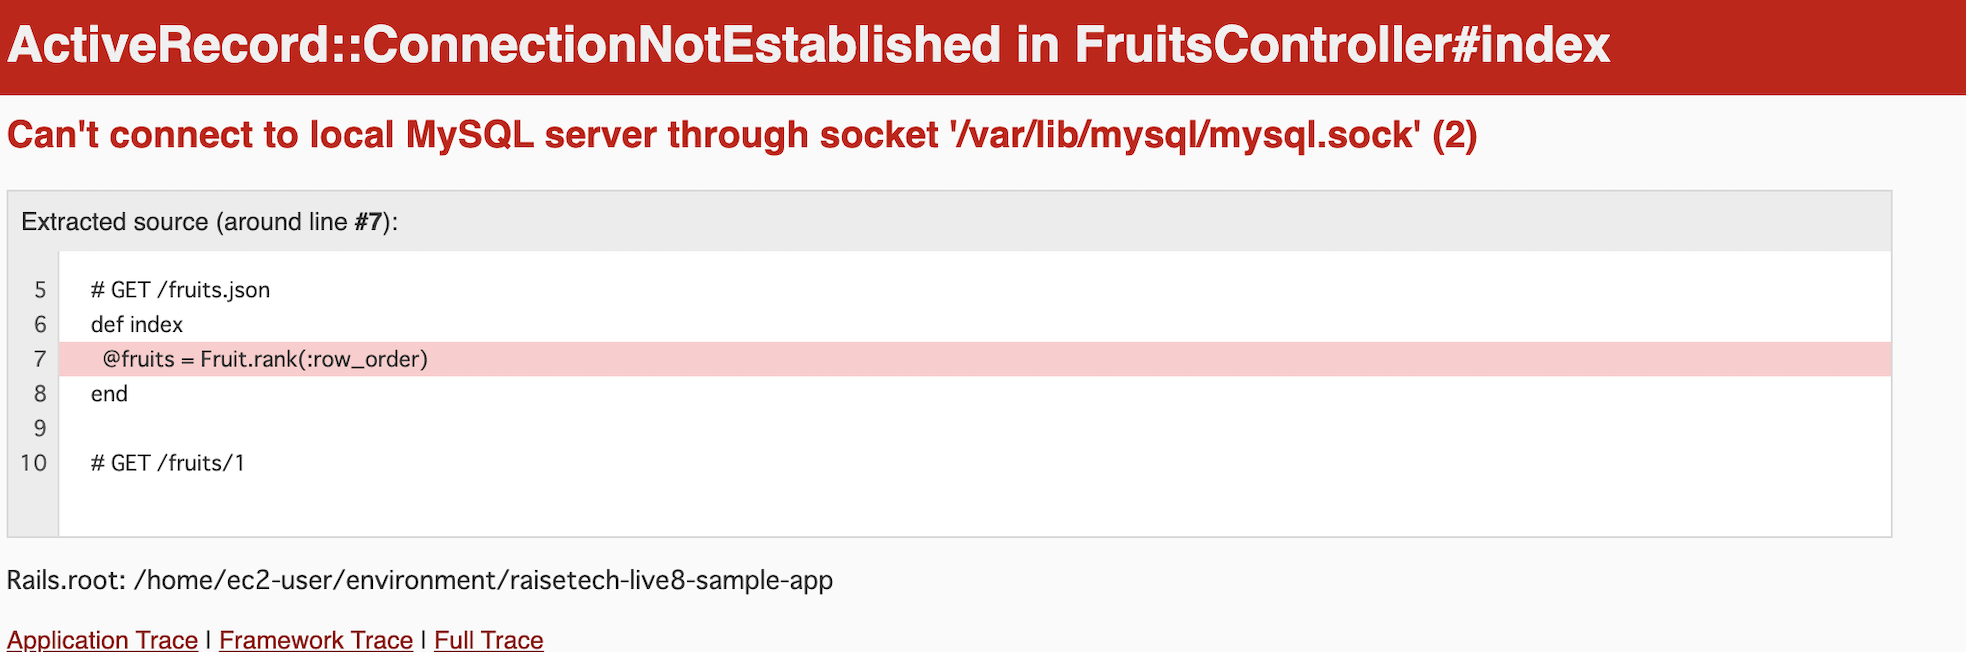 ActiveRecord::ConnectionNotEstablished in FruitsController#index
Can't connect to local MySQL server through socket '/var/lib/mysql/mysql.sock' (2)
Extracted source (around line #7):
5 # GET /fruits.json
6 def index
7 @fruits = Fruit.rank(:row_order)
8 end
9
10 # GET /fruits/1
Rails.root: /home/ec2-user/environment/raisetech-live8-sample-app
Application Trace | Framework Trace | Full Trace